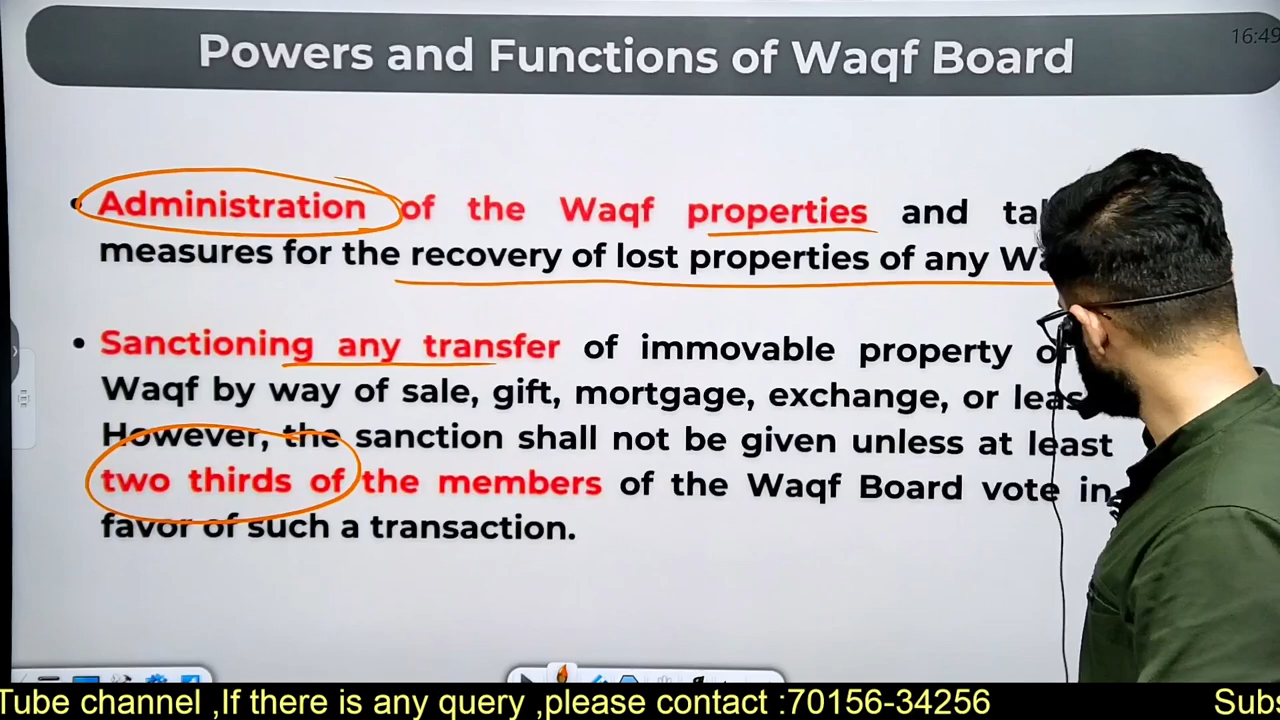 16:49
Powers and Functions of Waqf Board
• Administration of the Waqf properties and
measures for the recovery of lost properties of any
• Sanctioning any transfer of immovable property
Waqf by way of sale, gift, mortgage, exchange, or
However, the sanction shall not be given unless at least
two thirds of the members of the Waqf Board vote in
favor of such a transaction.
Tube channel ,If there is any query ,please contact :70156-34256